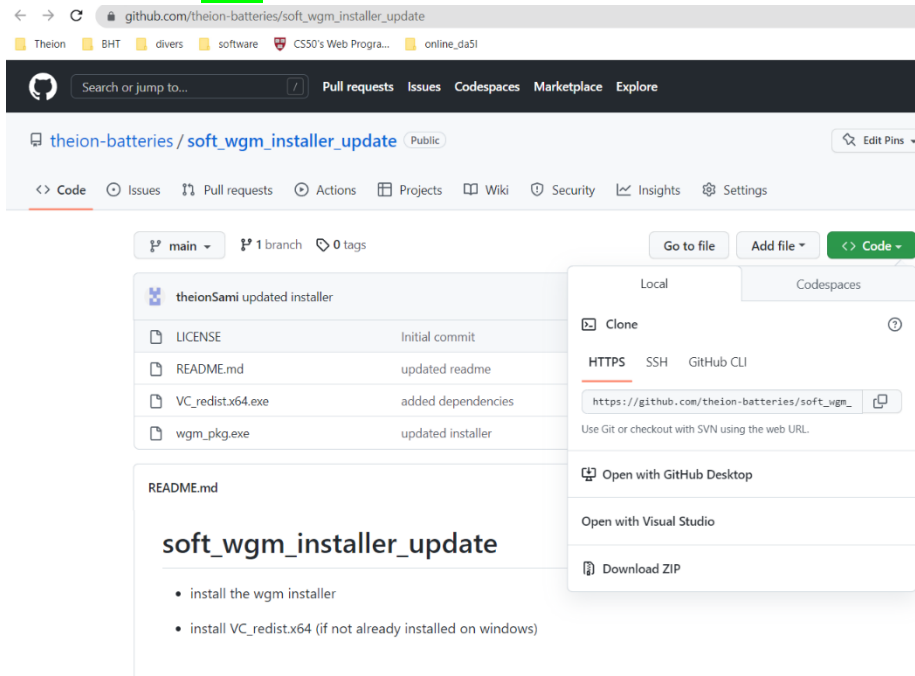 github.com/theion-batteries/soft_wgm_installer_update
Theion BHT divers software CS50's Web Progra... online_da5l
Search or jump to... / Pull requests Issues Codespaces Marketplace Explore
theion-batteries / soft_wgm_installer_update Public Edit Pins
<> Code Issues Pull requests Actions Projects Wiki Security Insights Settings
main 1 branch 0 tags Go to file Add file <> Code
Local Codespaces
theionSami updated installer
Clone
LICENSE Initial commit
HTTPS SSH GitHub CLI
README.md updated readme
VC_redist.x64.exe added dependencies
https://github.com/theion-batteries/soft_wgm_
wgm_pkg.exe updated installer
Use Git or checkout with SVN using the web URL.
Open with GitHub Desktop
README.md
Open with Visual Studio
soft_wgm_installer_update
Download ZIP
• install the wgm installer
• install VC_redist.x64 (if not already installed on windows)